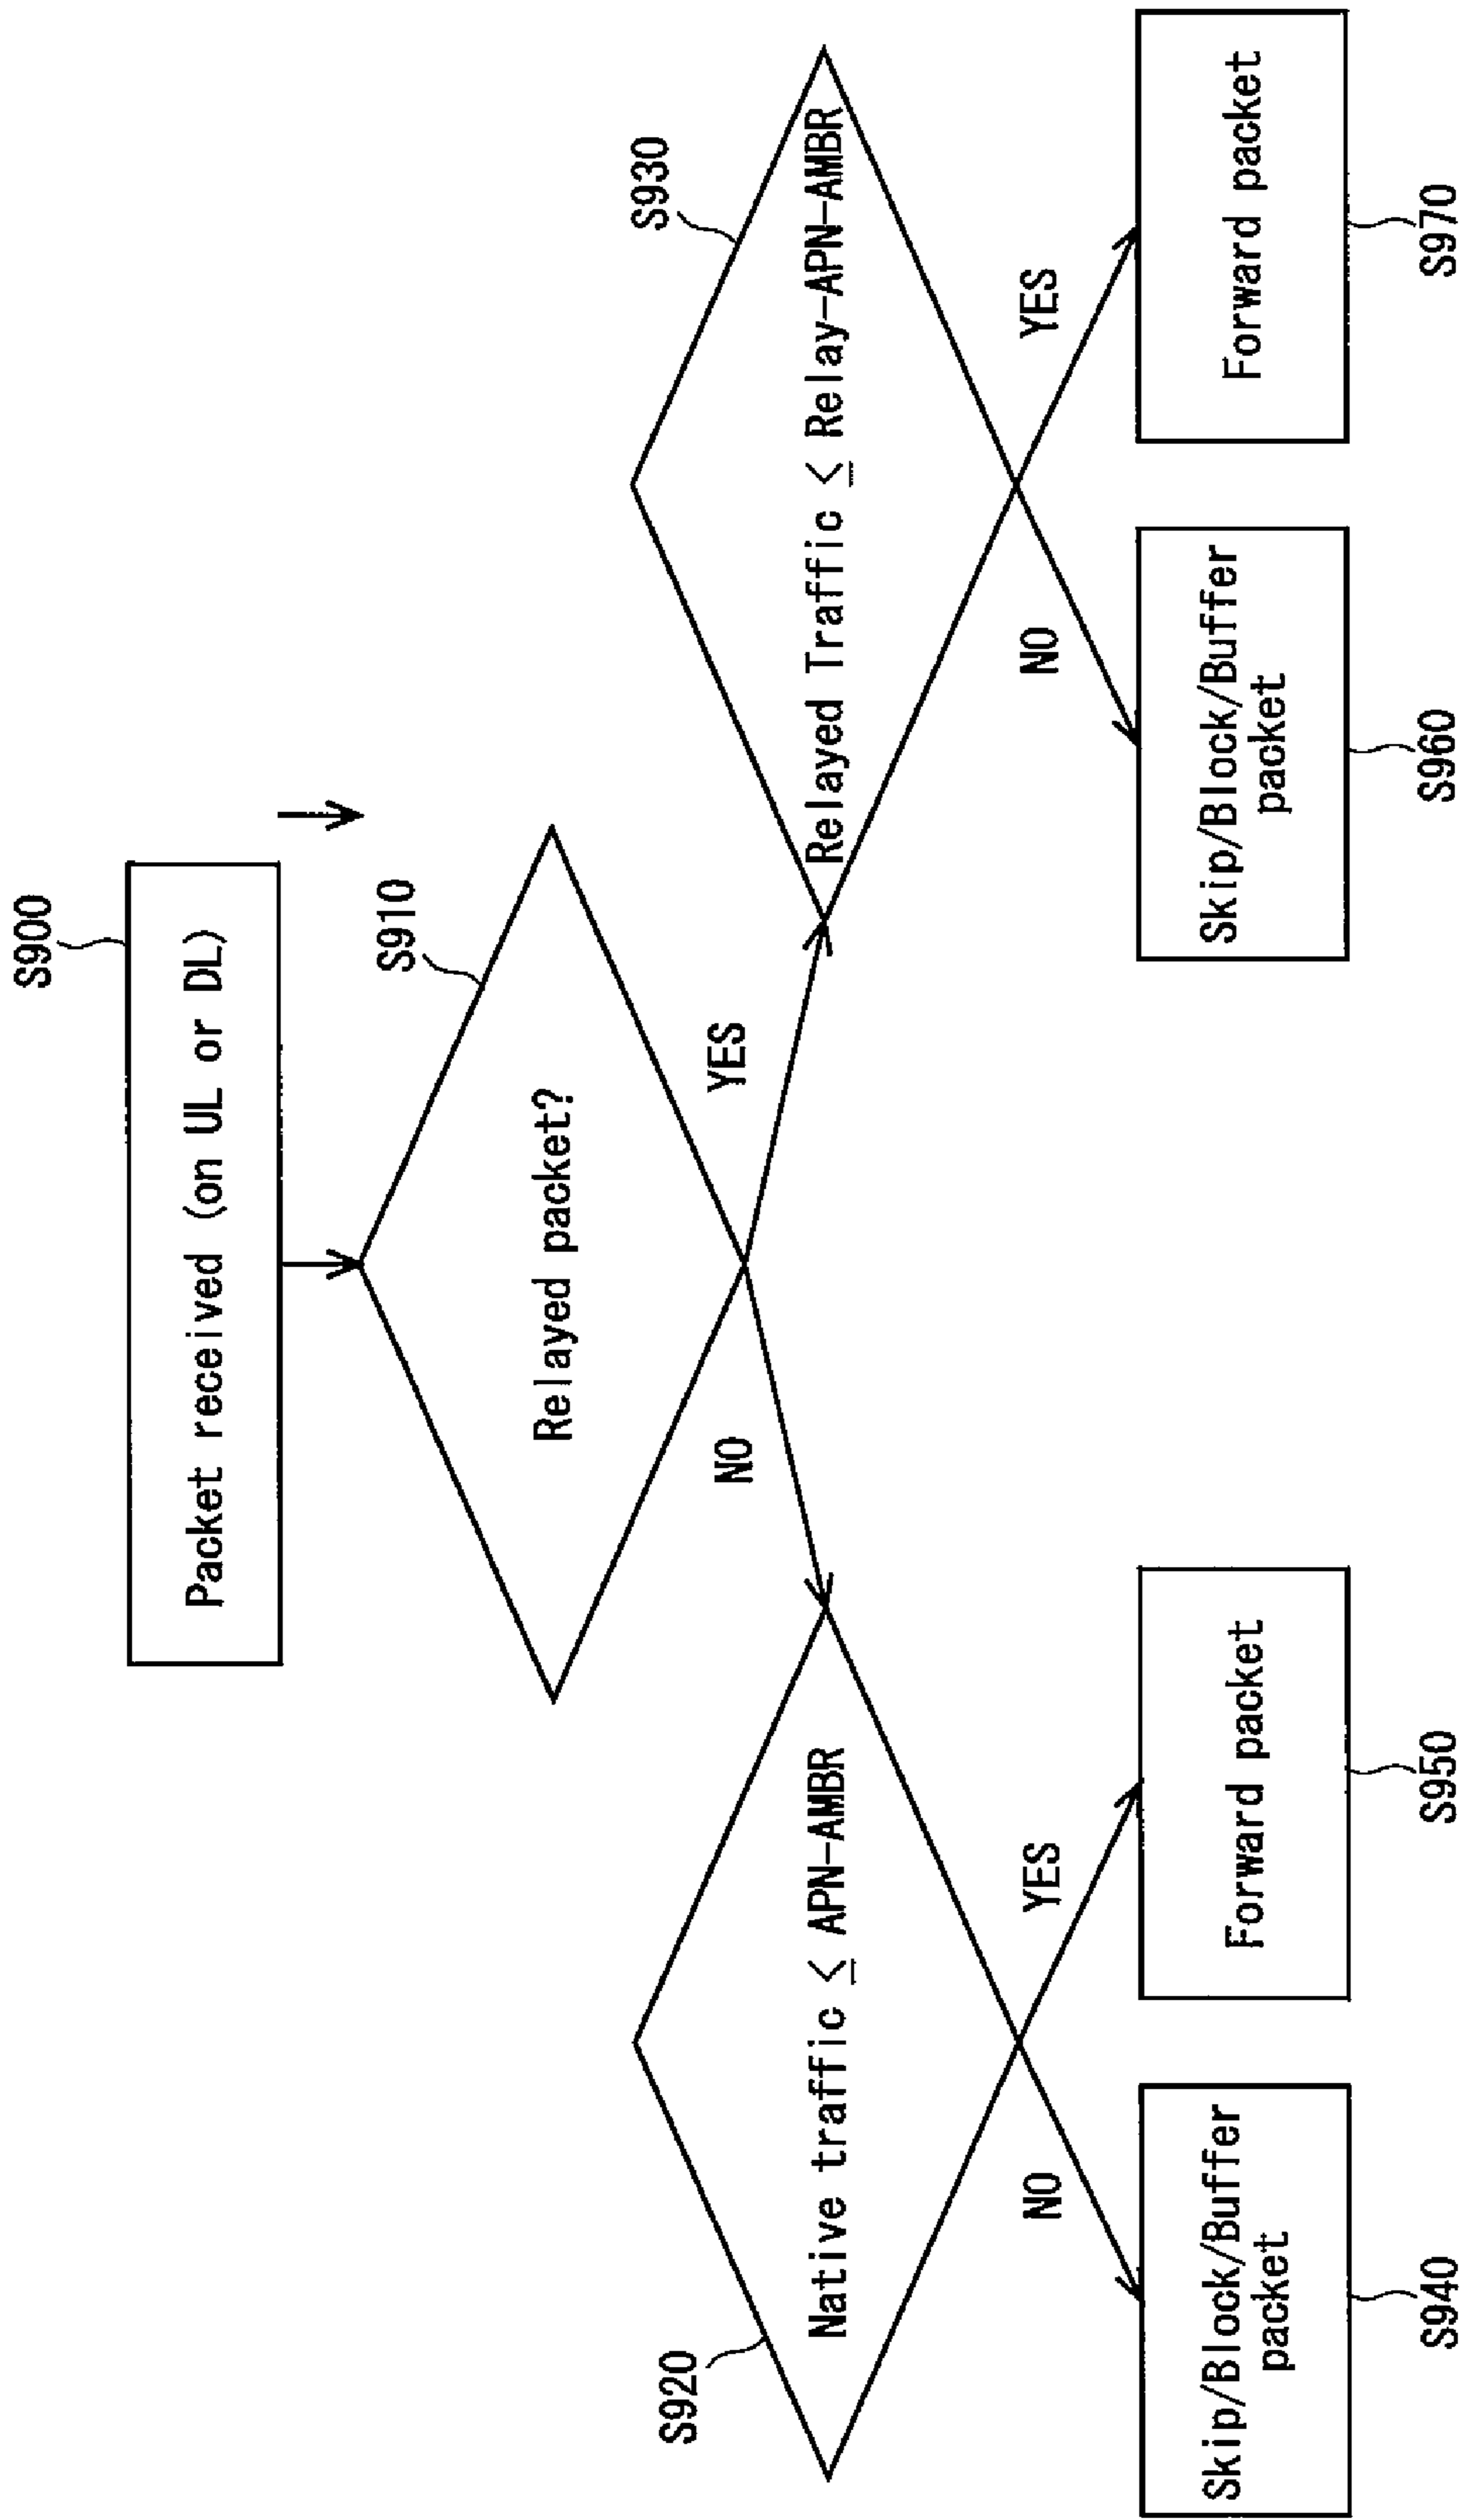 S900
Packet received (on UL or DL)
S910
Relayed packet?
NO
YES
S920
Native traffic ≤ APN-AMBR
S930
Relayed Traffic ≤ Relay-APN-AMBR
NO
YES
NO
YES
Skip/Block/Buffer
packet
S940
Forward packet
S950
Skip/Block/Buffer
packet
S960
Forward packet
S970